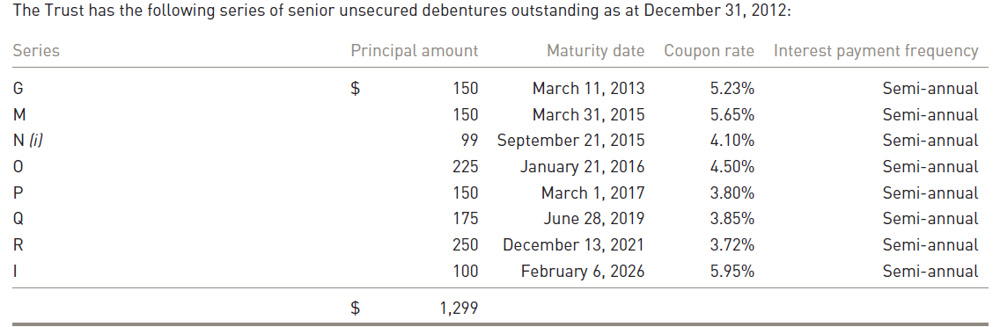 The Trust has the following series of senior unsecured debentures outstanding as at December 31, 2012:
Series Principal amount Maturity date Coupon rate Interest payment frequency
G $ 150 March 11, 2013 5.23% Semi-annual
M 150 March 31, 2015 5.65% Semi-annual
N (i) 99 September 21, 2015 4.10% Semi-annual
O 225 January 21, 2016 4.50% Semi-annual
P 150 March 1, 2017 3.80% Semi-annual
Q 175 June 28, 2019 3.85% Semi-annual
R 250 December 13, 2021 3.72% Semi-annual
I 100 February 6, 2026 5.95% Semi-annual
$ 1,299